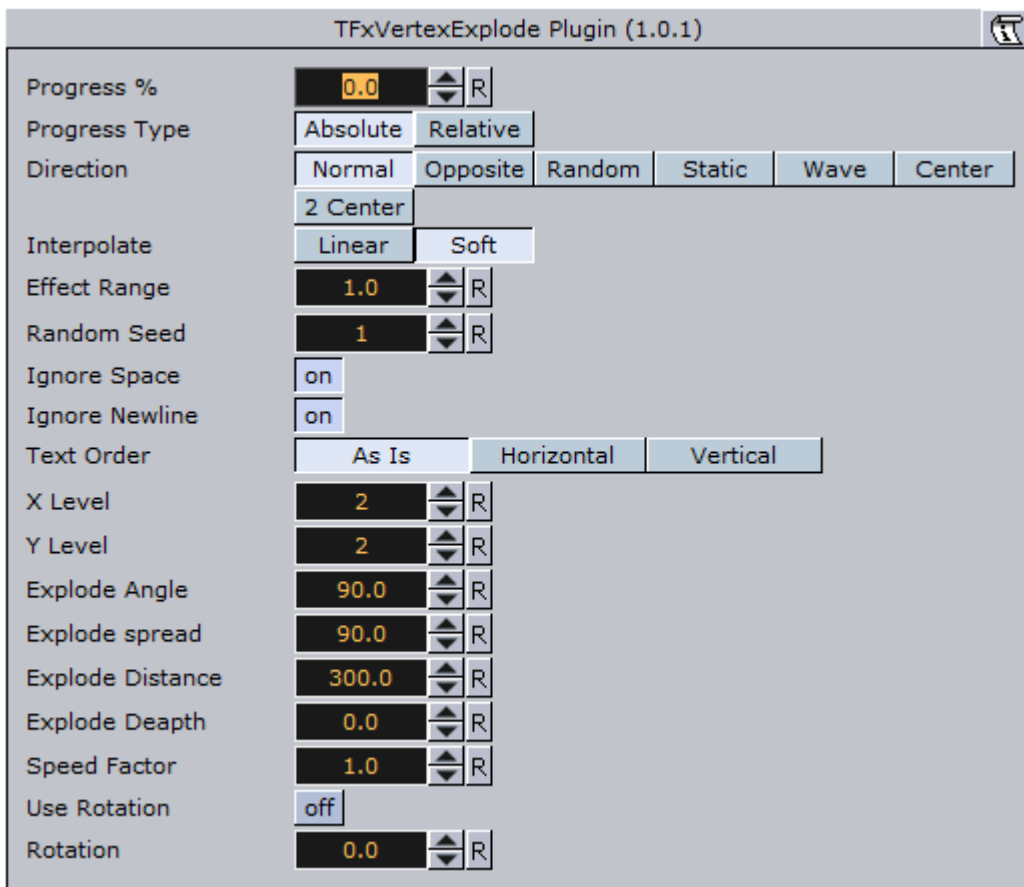 TFxVertexExplode Plugin (1.0.1)
Progress % 0.0 R
Progress Type Absolute Relative
Direction Normal Opposite Random Static Wave Center
2 Center
Interpolate Linear Soft
Effect Range 1.0 R
Random Seed 1 R
Ignore Space on
Ignore Newline on
Text Order As Is Horizontal Vertical
X Level 2 R
Y Level 2 R
Explode Angle 90.0 R
Explode spread 90.0 R
Explode Distance 300.0 R
Explode Deapth 0.0 R
Speed Factor 1.0 R
Use Rotation off
Rotation 0.0 R